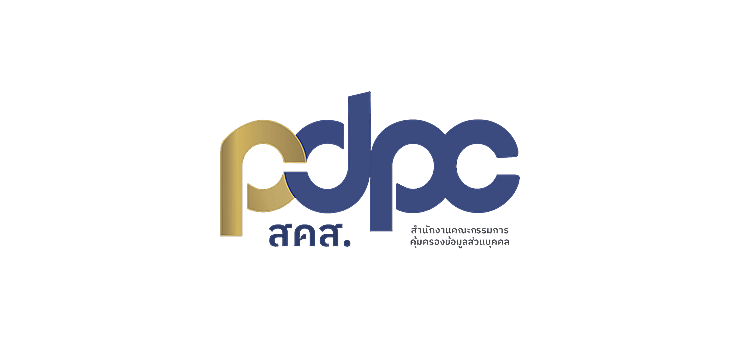 pdpc
สคส.
สำนักงานคณะกรรมการ
คุ้มครองข้อมูลส่วนบุคคล